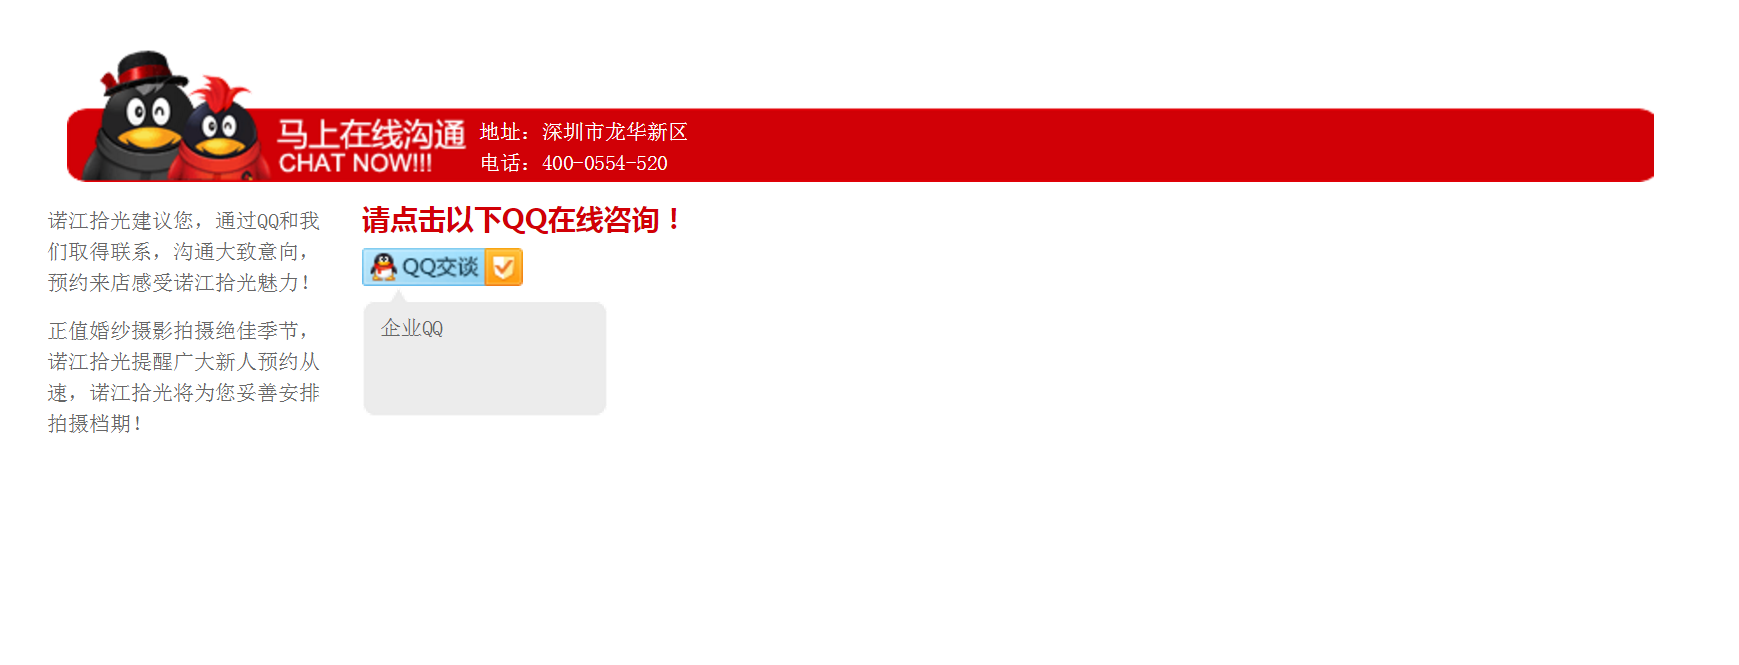 马上在线沟通
CHAT NOW!!!
地址：深圳市龙华新区
电话：400-0554-520
诺江拾光建议您，通过QQ和我
们取得联系，沟通大致意向，
预约来店感受诺江拾光魅力！
正值婚纱摄影拍摄绝佳季节，
诺江拾光提醒广大新人预约从
速，诺江拾光将为您妥善安排
拍摄档期！
请点击以下QQ在线咨询！
QQ交谈
企业QQ